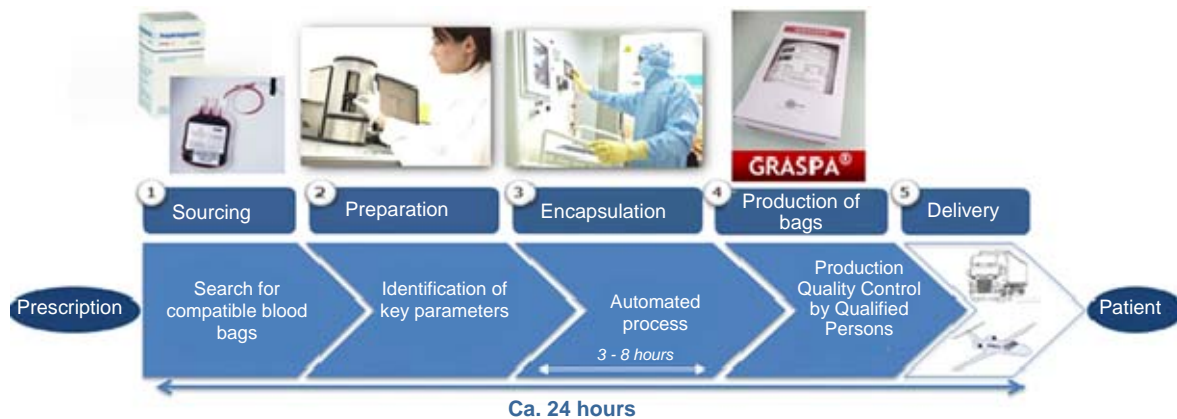 GRASPA®
1 Sourcing
2 Preparation
3 Encapsulation
4 Production of
bags
5 Delivery
Prescription
Search for
compatible blood
bags
Identification of
key parameters
Automated
process
3 - 8 hours
Production
Quality Control
by Qualified
Persons
Patient
Ca. 24 hours